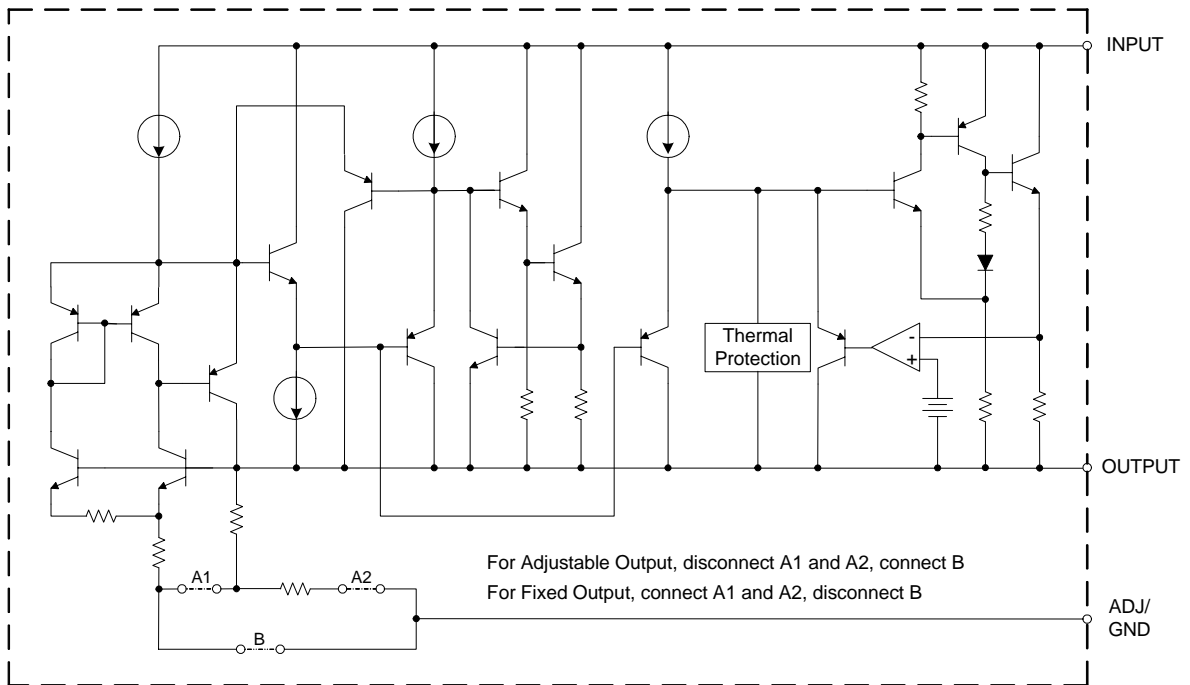 INPUT
Thermal
Protection
-
+
OUTPUT
For Adjustable Output, disconnect A1 and A2, connect B
A1
A2
For Fixed Output, connect A1 and A2, disconnect B
ADJ/
GND
B